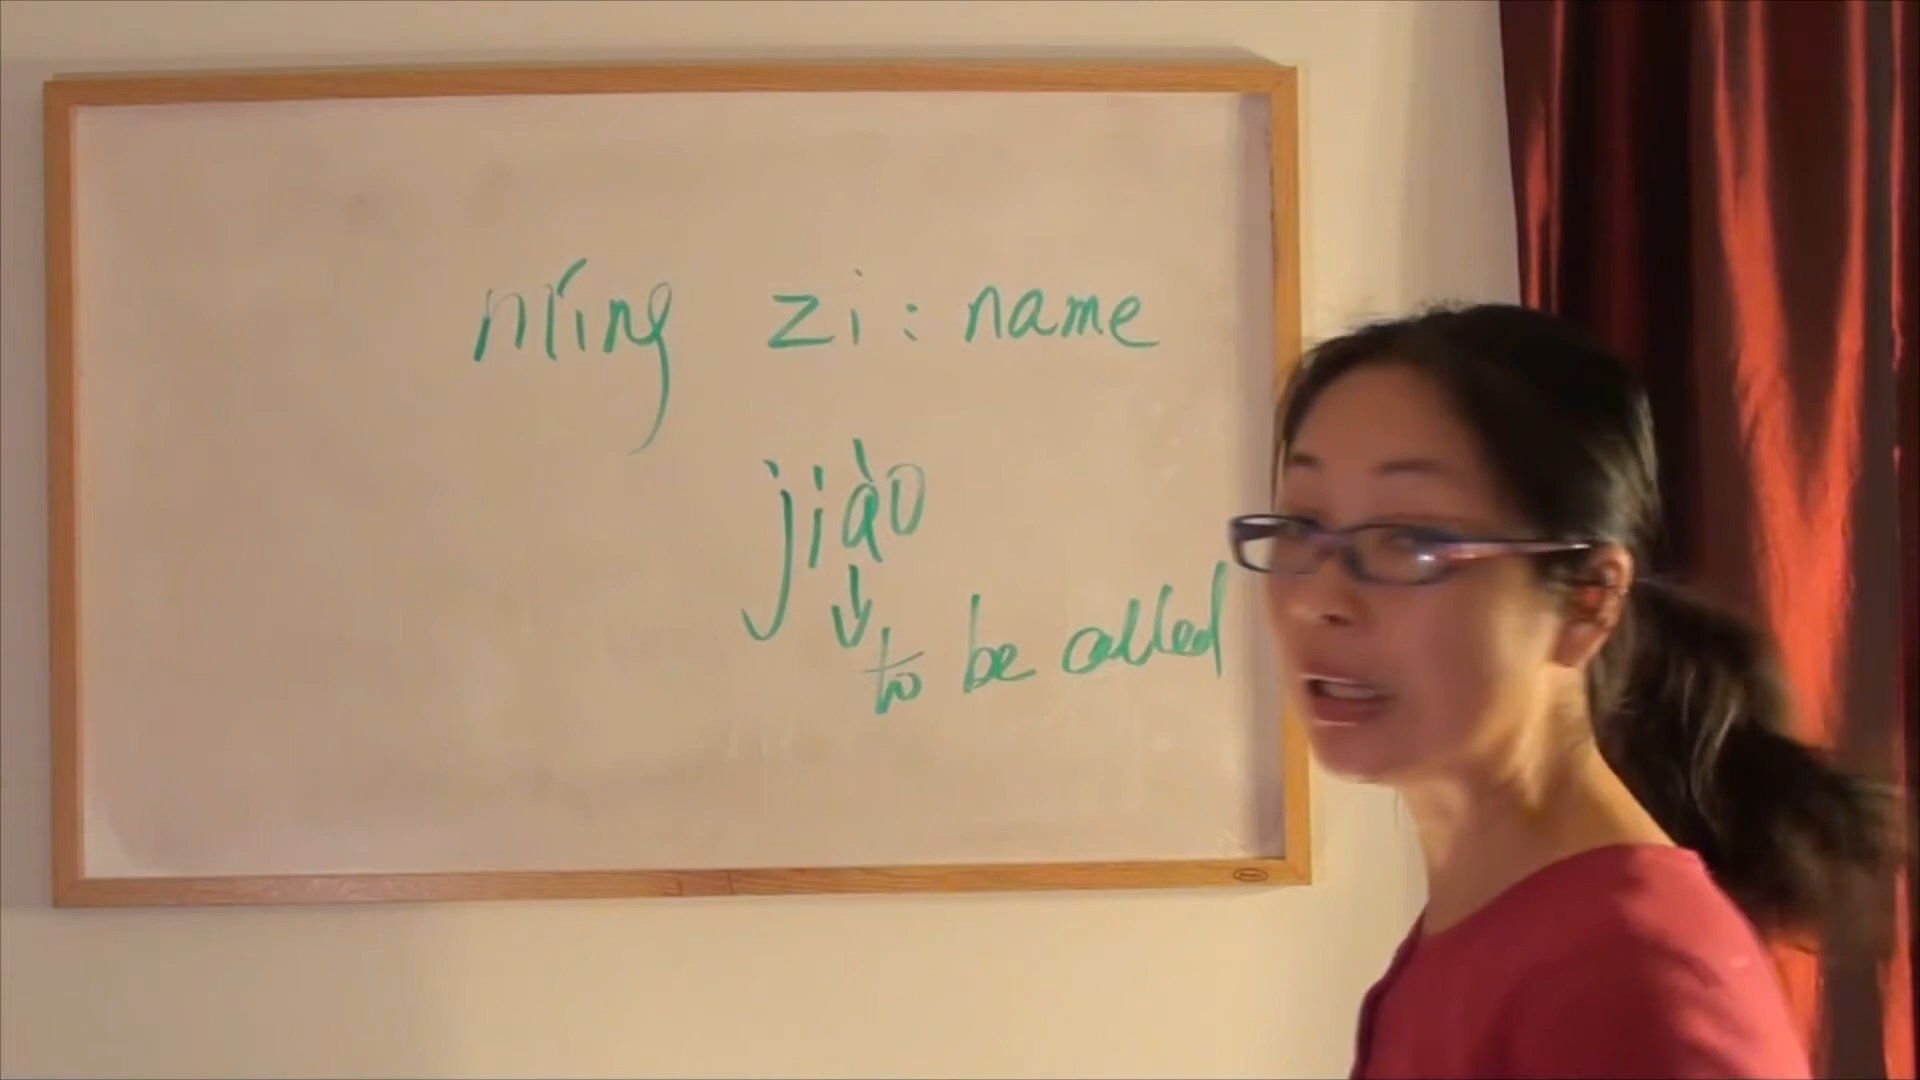 míng zi : name
jiào
↓
to be called